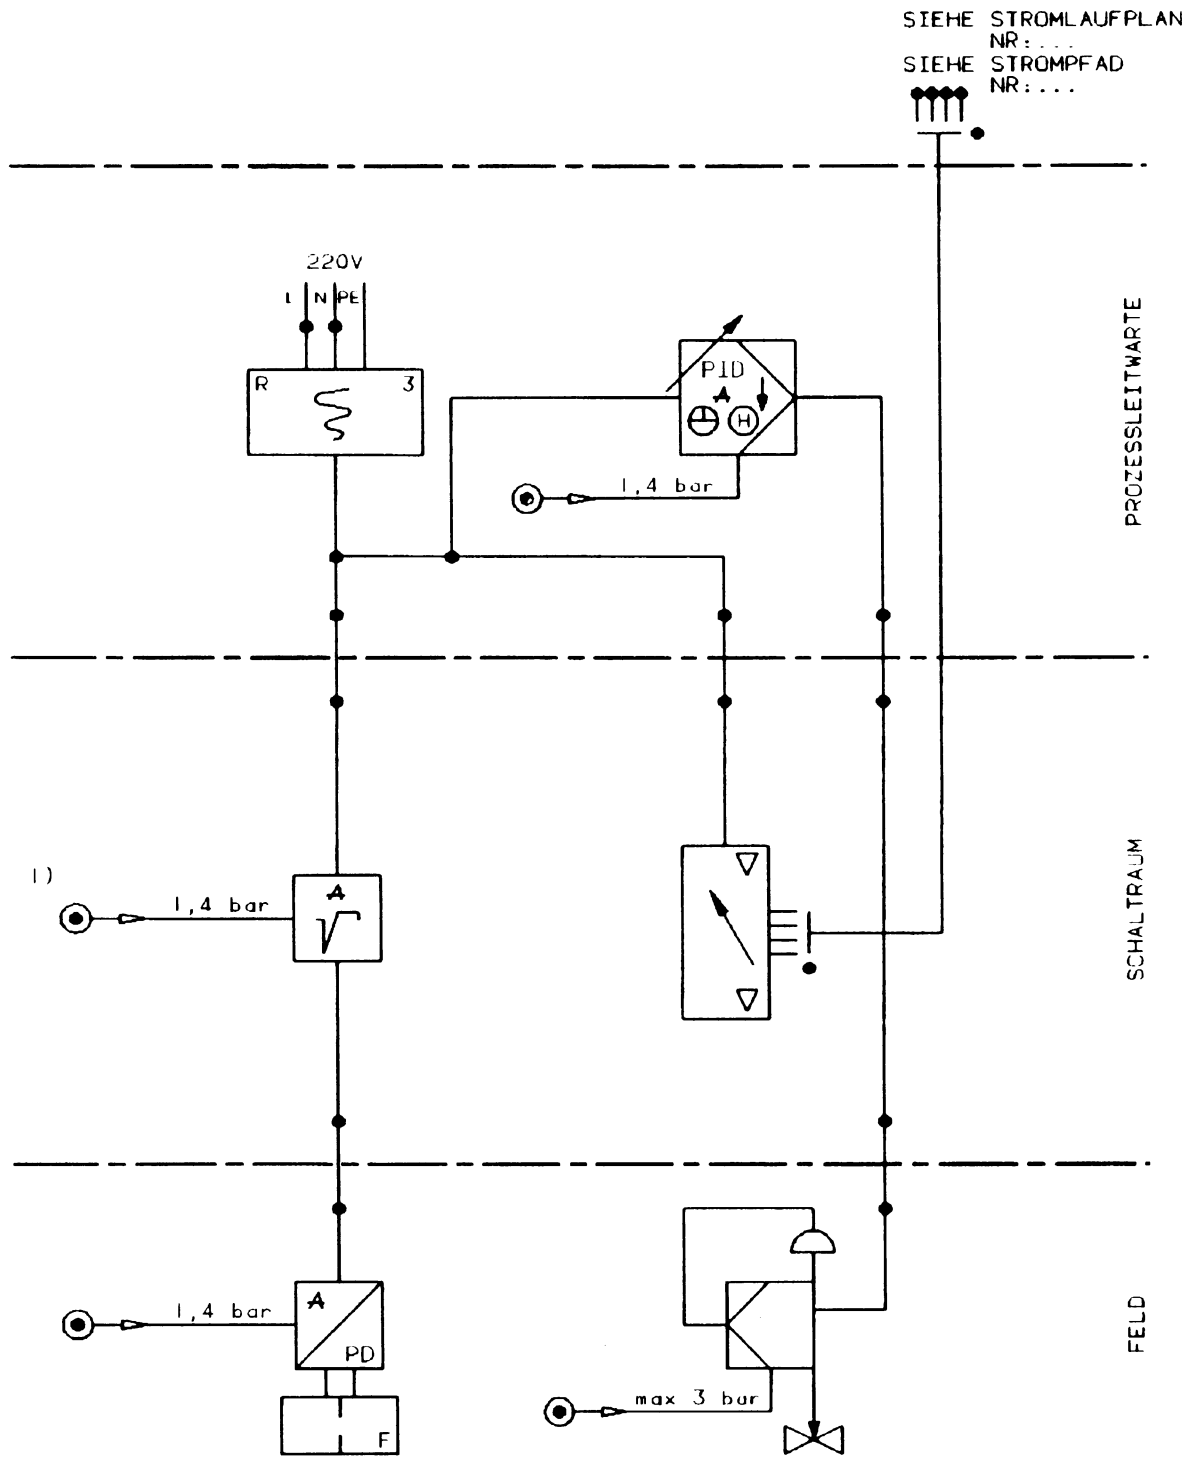 SIEHE STROMLAUFPLAN
NR:...
SIEHE STROMPFAD
NR:...
220V
L N PE
R 3
PID
A
H
1,4 bar
PROZESSLEITWARTE
1)
A
1,4 bar
SCHALTRAUM
A
1,4 bar
PD
F
max 3 bar
FELD